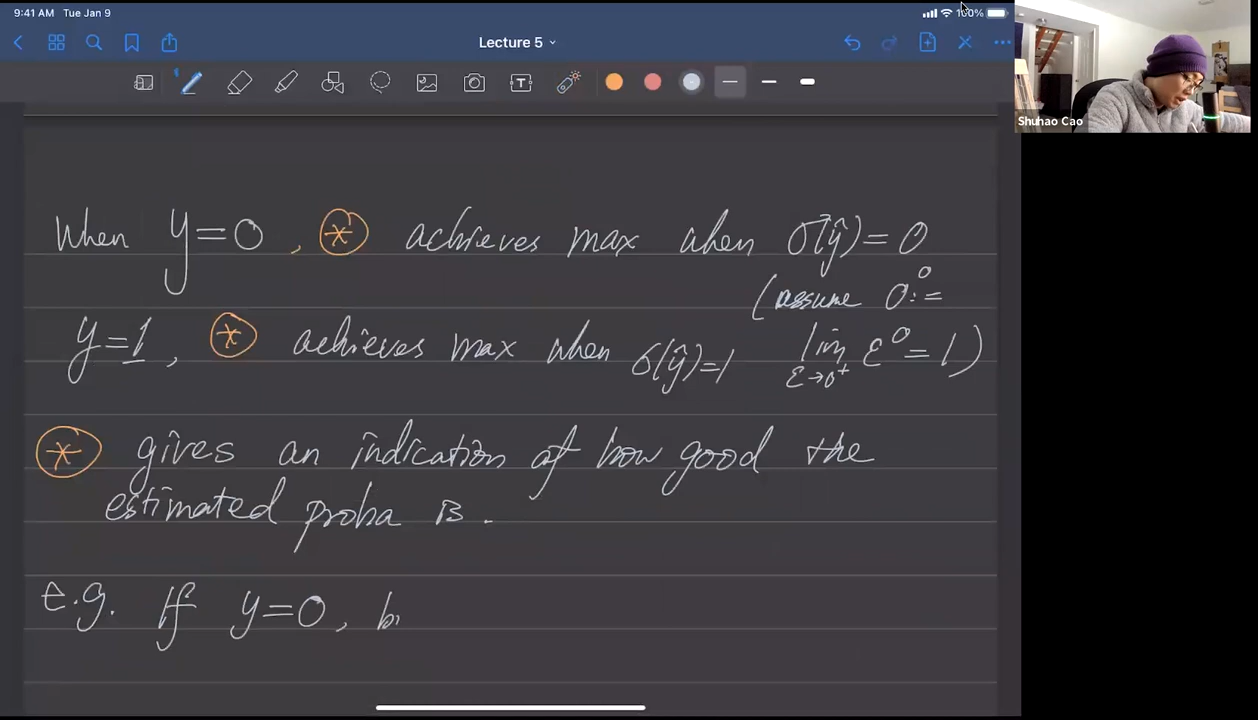 9:41 AM Tue Jan 9
100%
Lecture 5
Shuhao Cao
When y=0, ⊛ achieves max when σ(ŷ)=0
(assume 0⁰:=
lim ε→0⁺ ε⁰=1)
y=1, ⊛ achieves max when σ(ŷ)=1
⊛ gives an indication of how good the
estimated proba is.
e.g. If y=0,